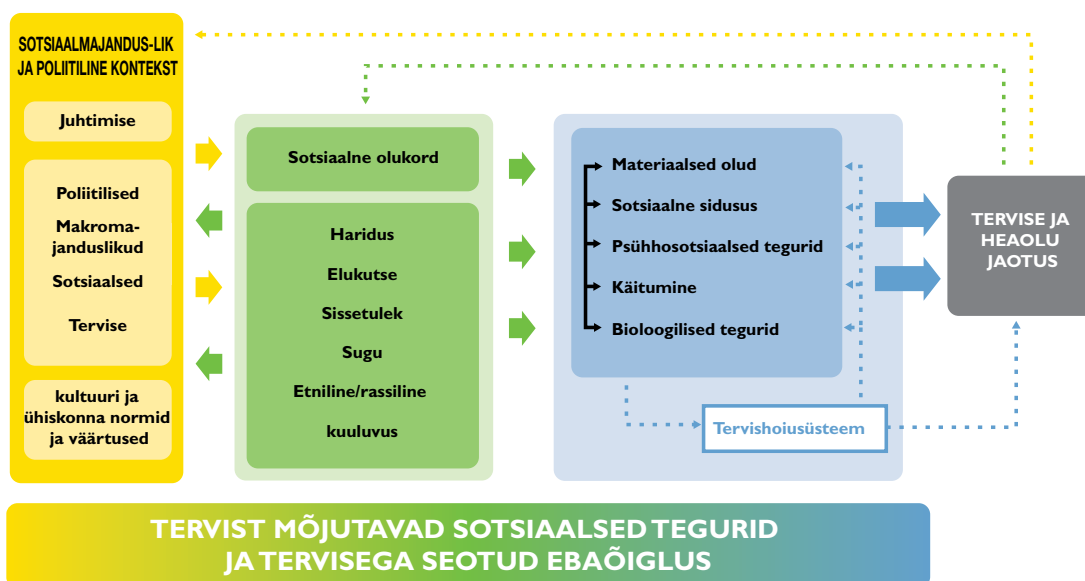 SOTSIAALMAJANDUS-LIK
JA POLIITILINE KONTEKST
Juhtimise
Poliitilised
Makroma-
janduslikud
Sotsiaalsed
Tervise
kultuuri ja
ühiskonna normid
ja väärtused
Sotsiaalne olukord
Haridus
Elukutse
Sissetulek
Sugu
Etniline/rassiline
kuuluvus
Materiaalsed olud
Sotsiaalne sidusus
Psühhosotsiaalsed tegurid
Käitumine
Bioloogilised tegurid
Tervishoiusüsteem
TERVISE JA
HEAOLU
JAOTUS
TERVIST MÕJUTAVAD SOTSIAALSED TEGURID
JA TERVISEGA SEOTUD EBAÕIGLUS